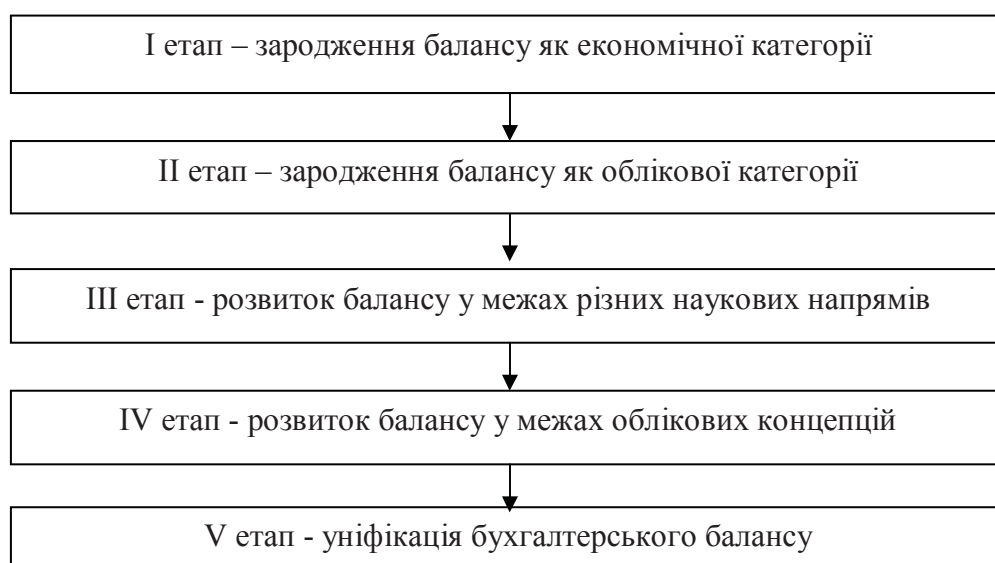 I етап – зародження балансу як економічної категорії
II етап – зародження балансу як облікової категорії
III етап - розвиток балансу у межах різних наукових напрямів
IV етап - розвиток балансу у межах облікових концепцій
V етап - уніфікація бухгалтерського балансу